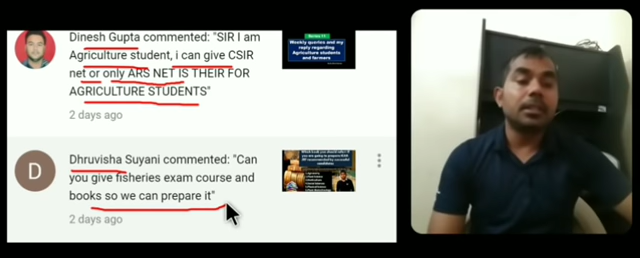 Dinesh Gupta commented: "SIR I am
Agriculture student, i can give CSIR
net or only ARS NET IS THEIR FOR
AGRICULTURE STUDENTS"
2 days ago
Weekly queries and my
reply regarding
Agriculture students
and farmers
D
Dhruvisha Suyani commented: "Can
you give fisheries exam course and
books so we can prepare it"
2 days ago